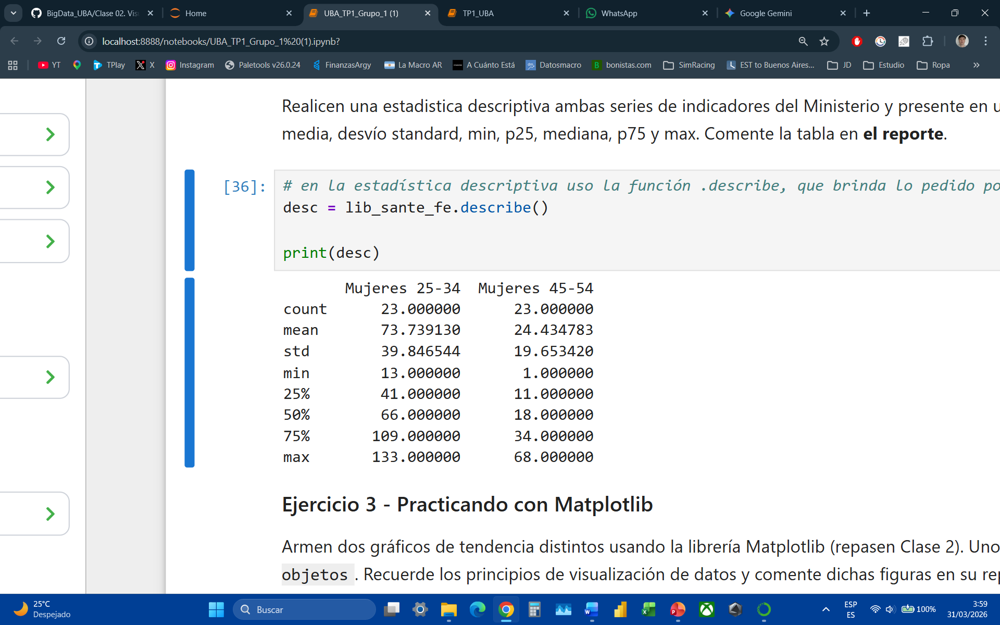 BigData_UBA/Clase 02. Vis
Home
UBA_TP1_Grupo_1 (1)
TP1_UBA
WhatsApp
Google Gemini
localhost:8888/notebooks/UBA_TP1_Grupo_1%20(1).ipynb?
YT
TPlay
X
Instagram
Paletools v26.0.24
FinanzasArgy
La Macro AR
A Cuánto Está
Datosmacro
bonistas.com
SimRacing
EST to Buenos Aires...
JD
Estudio
Ropa
Realicen una estadistica descriptiva ambas series de indicadores del Ministerio y presente en u
media, desvío standard, min, p25, mediana, p75 y max. Comente la tabla en el reporte.
[36]:
# en la estadística descriptiva uso la función .describe, que brinda lo pedido po
desc = lib_sante_fe.describe()
print(desc)
Mujeres 25-34 Mujeres 45-54
count 23.000000 23.000000
mean 73.739130 24.434783
std 39.846544 19.653420
min 13.000000 1.000000
25% 41.000000 11.000000
50% 66.000000 18.000000
75% 109.000000 34.000000
max 133.000000 68.000000
Ejercicio 3 - Practicando con Matplotlib
Armen dos gráficos de tendencia distintos usando la librería Matplotlib (repasen Clase 2). Uno
objetos . Recuerde los principios de visualización de datos y comente dichas figuras en su rep
25°C
Despejado
Buscar
ESP
ES
100%
3:59
31/03/2026